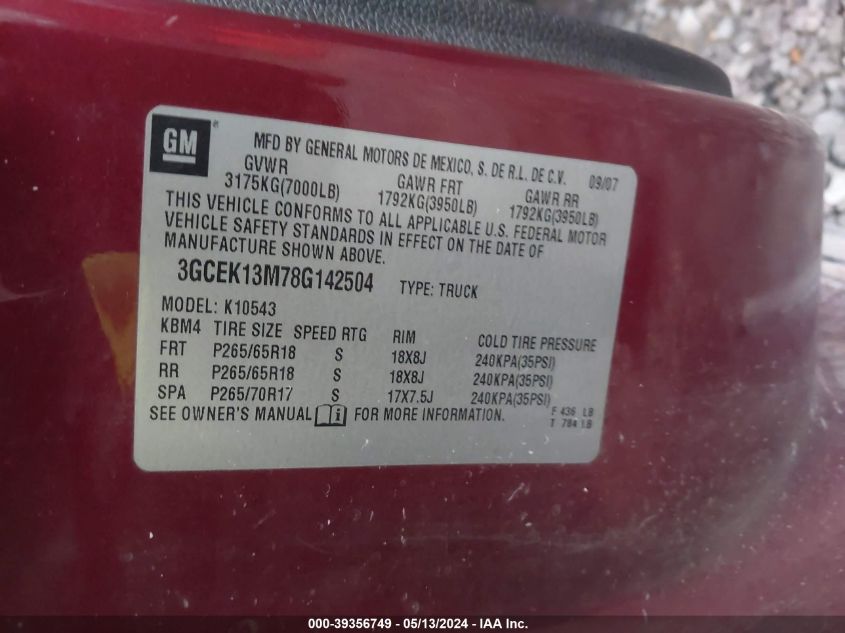 GM
MFD BY GENERAL MOTORS DE MEXICO, S. DE R.L. DE C.V. 09/07
GVWR GAWR FRT GAWR RR
3175KG(7000LB) 1792KG(3950LB) 1792KG(3950LB)
THIS VEHICLE CONFORMS TO ALL APPLICABLE U.S. FEDERAL MOTOR
VEHICLE SAFETY STANDARDS IN EFFECT ON THE DATE OF
MANUFACTURE SHOWN ABOVE.
3GCEK13M78G142504 TYPE: TRUCK
MODEL: K10543
KBM4 TIRE SIZE SPEED RTG RIM COLD TIRE PRESSURE
FRT P265/65R18 S 18X8J 240KPA(35PSI)
RR P265/65R18 S 18X8J 240KPA(35PSI)
SPA P265/70R17 S 17X7.5J 240KPA(35PSI)
SEE OWNER'S MANUAL FOR MORE INFORMATION.
F 436 LB
T 784 LB
000-39356749 - 05/13/2024 - IAA Inc.